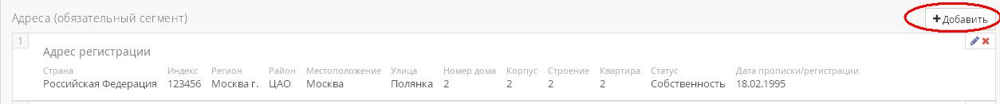 Адреса (обязательный сегмент) Добавить
1
Адрес регистрации
Страна Индекс Регион Район Местоположение Улица Номер дома Корпус Строение Квартира Статус Дата прописки/регистрации
Российская Федерация 123456 Москва г. ЦАО Москва Полянка 2 2 2 2 Собственность 18.02.1995